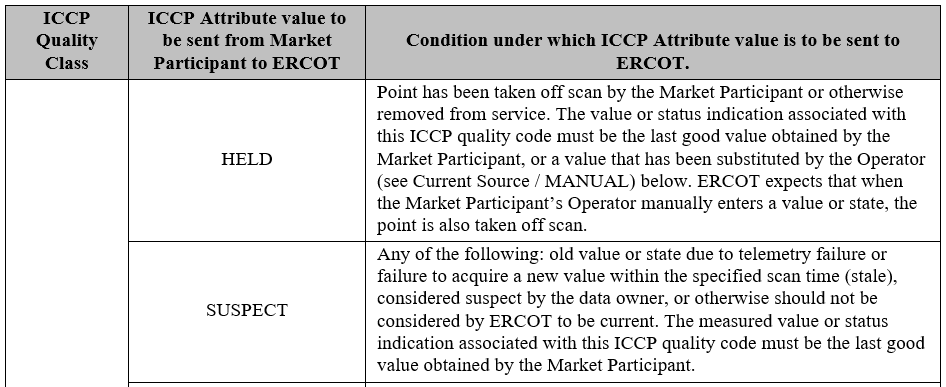 ICCP
Quality
Class
ICCP Attribute value to
be sent from Market
Participant to ERCOT
Condition under which ICCP Attribute value is to be sent to
ERCOT.
HELD
Point has been taken off scan by the Market Participant or otherwise
removed from service. The value or status indication associated with
this ICCP quality code must be the last good value obtained by the
Market Participant, or a value that has been substituted by the Operator
(see Current Source / MANUAL) below. ERCOT expects that when
the Market Participant's Operator manually enters a value or state, the
point is also taken off scan.
SUSPECT
Any of the following: old value or state due to telemetry failure or
failure to acquire a new value within the specified scan time (stale),
considered suspect by the data owner, or otherwise should not be
considered by ERCOT to be current. The measured value or status
indication associated with this ICCP quality code must be the last good
value obtained by the Market Participant.